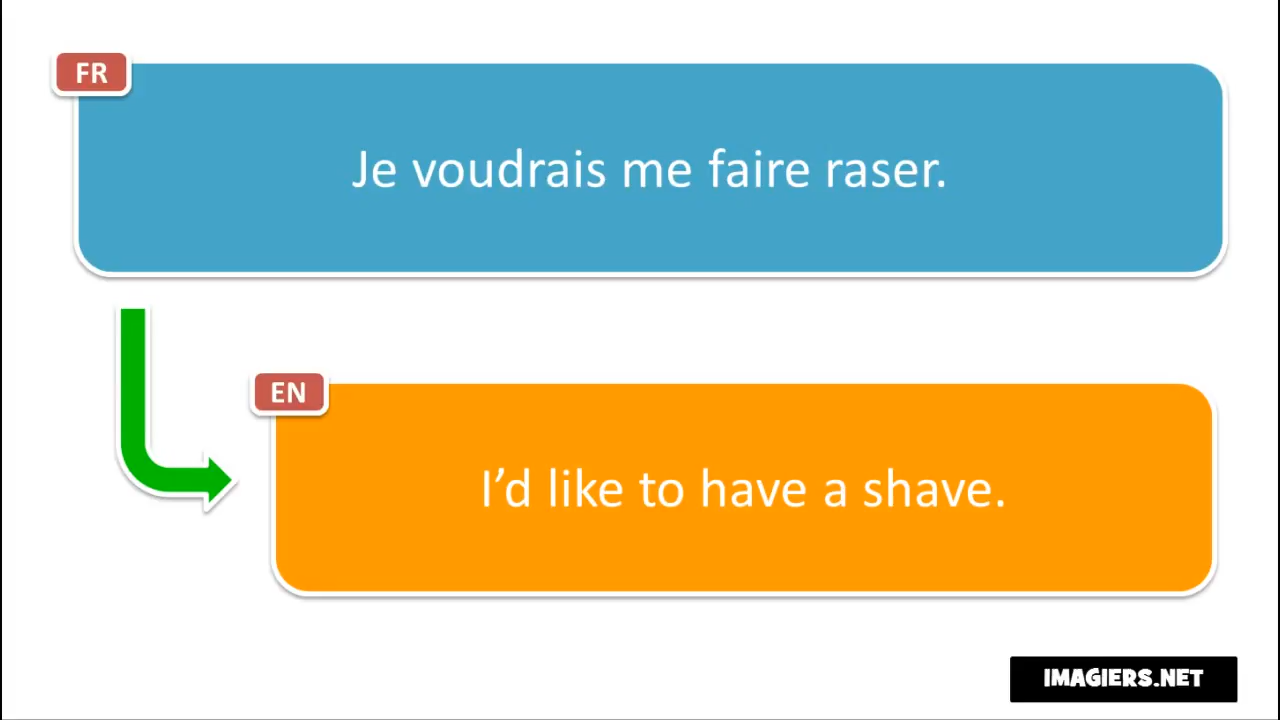 FR
Je voudrais me faire raser.
EN
I’d like to have a shave.
IMAGIERS.NET